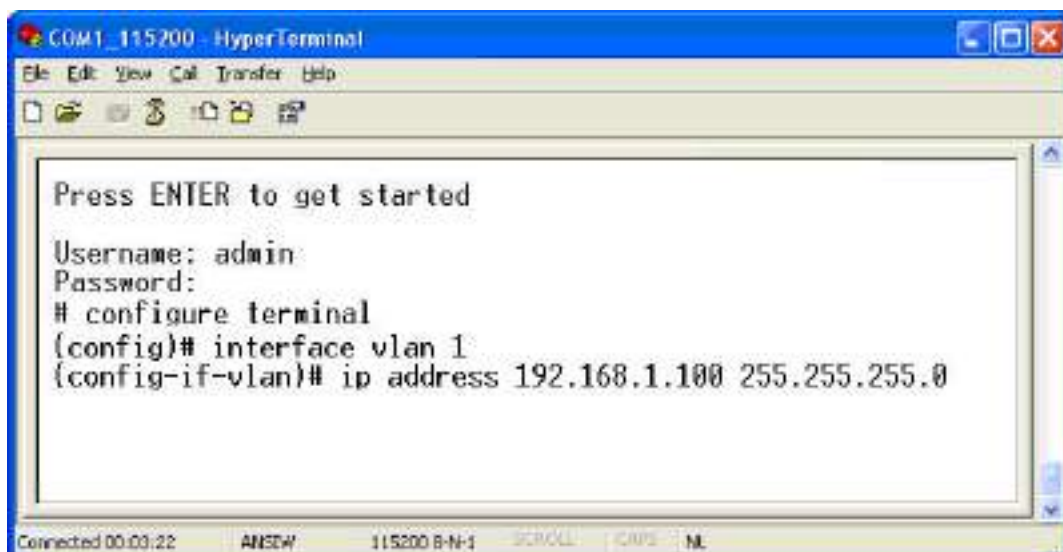 COM1_115200 - HyperTerminal
File Edit View Call Transfer Help
Press ENTER to get started
Username: admin
Password:
# configure terminal
(config)# interface vlan 1
(config-if-vlan)# ip address 192.168.1.100 255.255.255.0
Connected 00:03:22 ANSIW 115200 8-N-1 SCROLL CAPS NUM